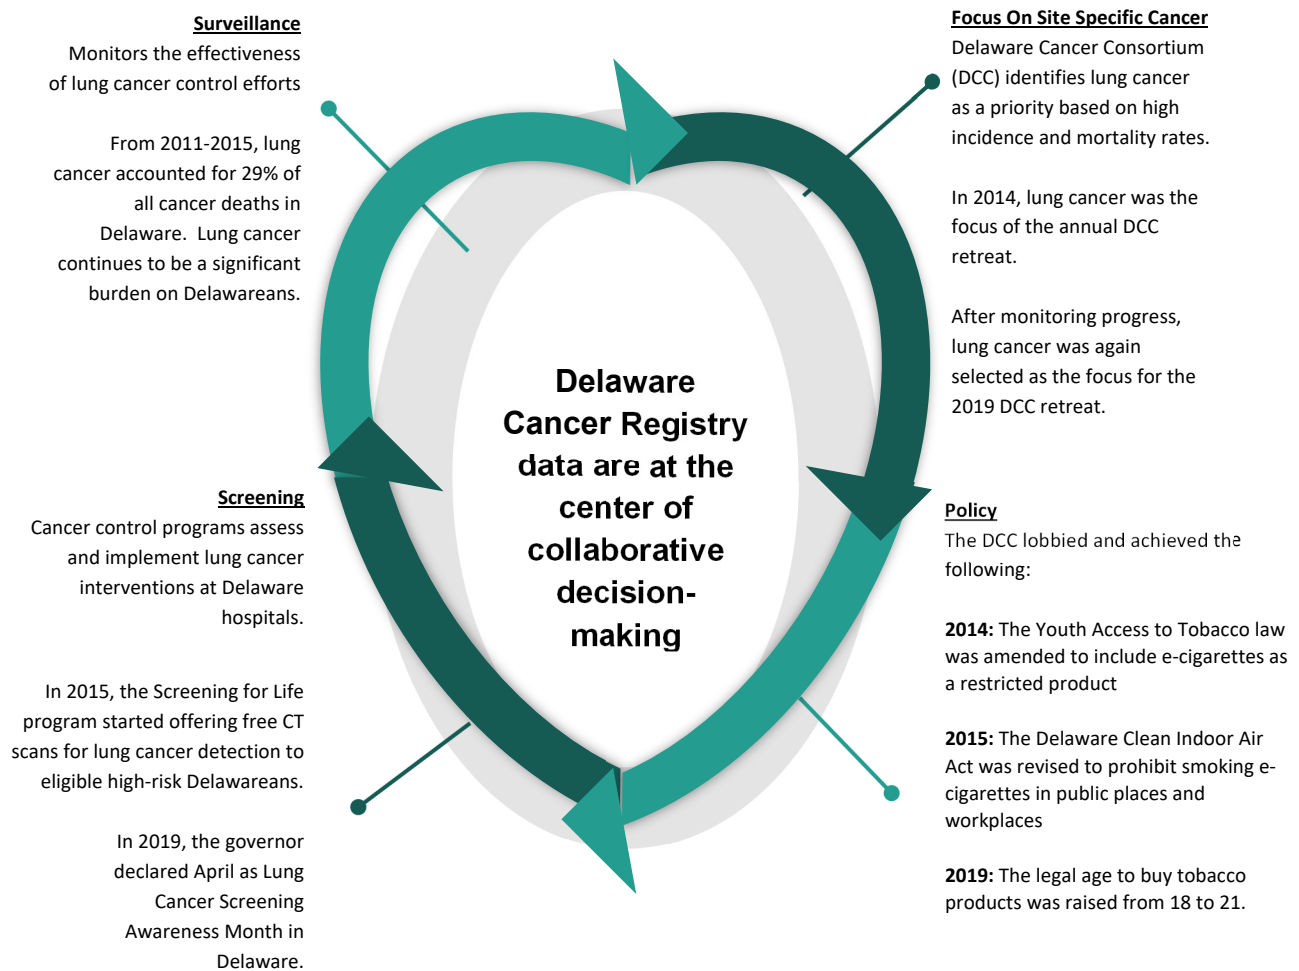 Surveillance
Monitors the effectiveness
of lung cancer control efforts
From 2011-2015, lung
cancer accounted for 29% of
all cancer deaths in
Delaware. Lung cancer
continues to be a significant
burden on Delawareans.
Focus On Site Specific Cancer
Delaware Cancer Consortium
(DCC) identifies lung cancer
as a priority based on high
incidence and mortality rates.
In 2014, lung cancer was the
focus of the annual DCC
retreat.
After monitoring progress,
lung cancer was again
selected as the focus for the
2019 DCC retreat.
Delaware
Cancer Registry
data are at the
center of
collaborative
decision-
making
Screening
Cancer control programs assess
and implement lung cancer
interventions at Delaware
hospitals.
In 2015, the Screening for Life
program started offering free CT
scans for lung cancer detection to
eligible high-risk Delawareans.
In 2019, the governor
declared April as Lung
Cancer Screening
Awareness Month in
Delaware.
Policy
The DCC lobbied and achieved the
following:
2014: The Youth Access to Tobacco law
was amended to include e-cigarettes as
a restricted product
2015: The Delaware Clean Indoor Air
Act was revised to prohibit smoking e-
cigarettes in public places and
workplaces
2019: The legal age to buy tobacco
products was raised from 18 to 21.